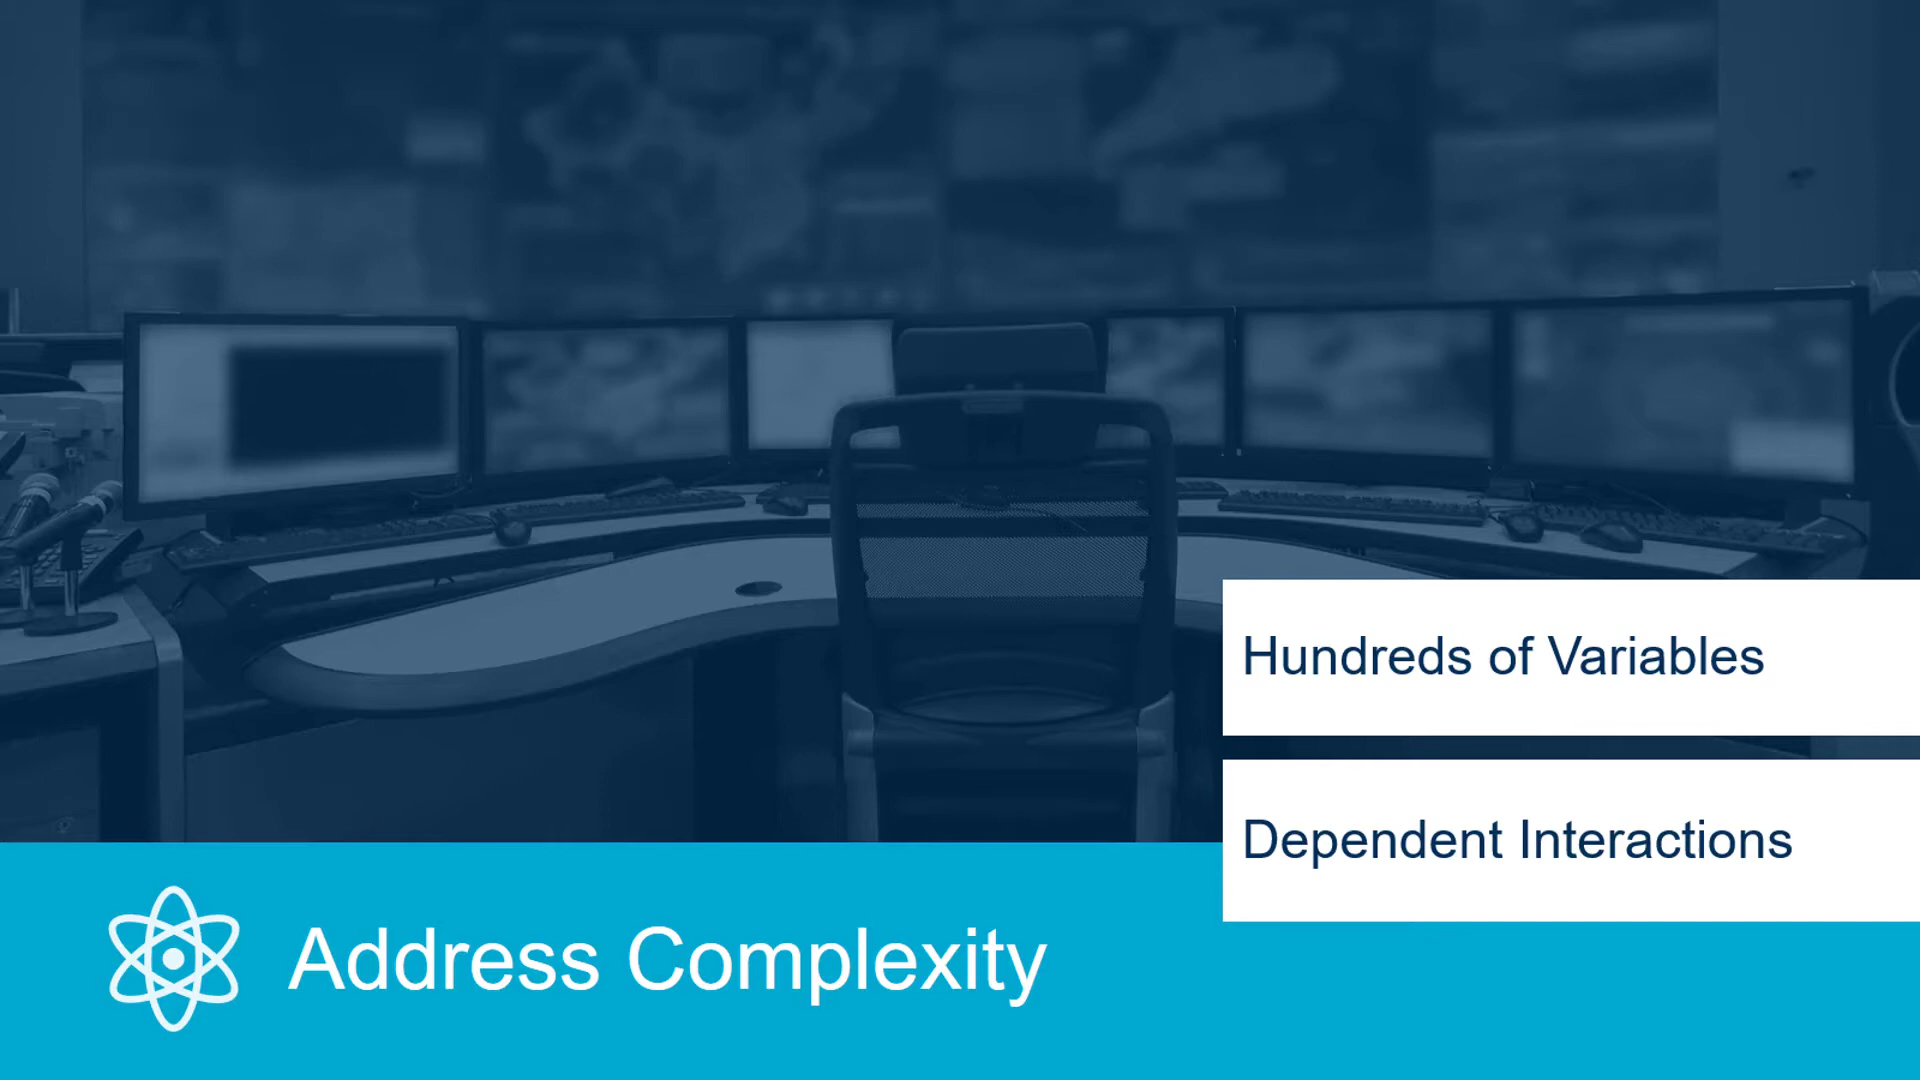 Hundreds of Variables
Dependent Interactions
Address Complexity